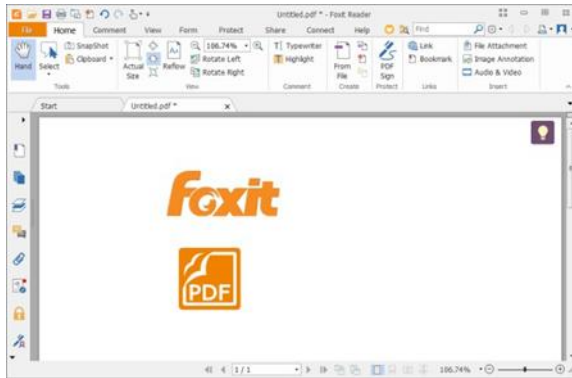 Untitled.pdf * - Foxit Reader
File Home Comment View Form Protect Share Connect Help Find
SnapShot
Clipboard
Hand Select
Actual Size
Reflow
186.74%
Rotate Left
Rotate Right
Typewriter
Highlight
From File
PDF Sign
Link
Bookmark
File Attachment
Image Annotation
Audio & Video
Tools View Comment Create Protect Links Insert
Start Untitled.pdf *
foxit
PDF
1 / 1 186.74%